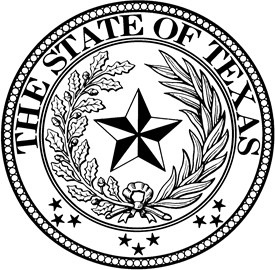 THE STATE OF TEXAS